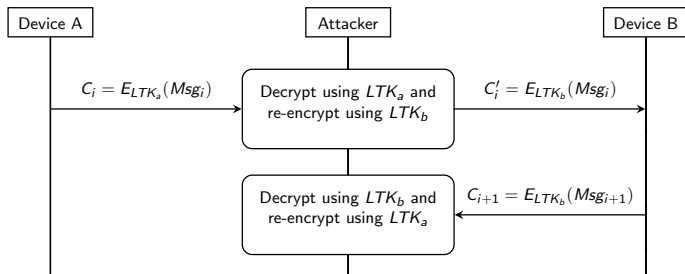 Device A
Attacker
Device B
C_i = E_{LTK_a}(Msg_i)
Decrypt using LTK_a and
re-encrypt using LTK_b
C'_i = E_{LTK_b}(Msg_i)
Decrypt using LTK_b and
re-encrypt using LTK_a
C_{i+1} = E_{LTK_b}(Msg_{i+1})